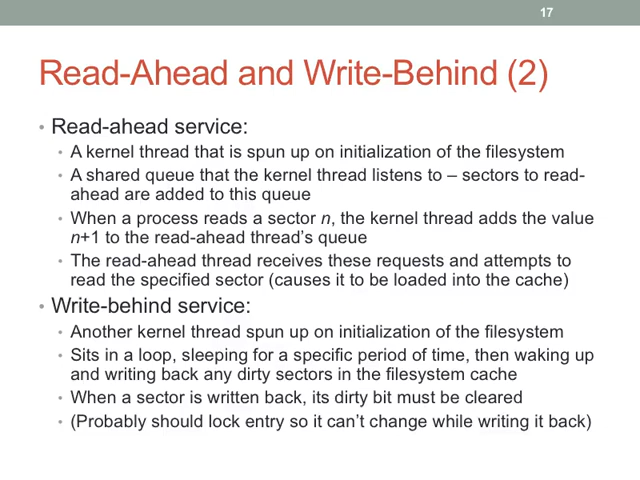 17
Read-Ahead and Write-Behind (2)
• Read-ahead service:
• A kernel thread that is spun up on initialization of the filesystem
• A shared queue that the kernel thread listens to – sectors to read-
ahead are added to this queue
• When a process reads a sector n, the kernel thread adds the value
n+1 to the read-ahead thread's queue
• The read-ahead thread receives these requests and attempts to
read the specified sector (causes it to be loaded into the cache)
• Write-behind service:
• Another kernel thread spun up on initialization of the filesystem
• Sits in a loop, sleeping for a specific period of time, then waking up
and writing back any dirty sectors in the filesystem cache
• When a sector is written back, its dirty bit must be cleared
• (Probably should lock entry so it can't change while writing it back)